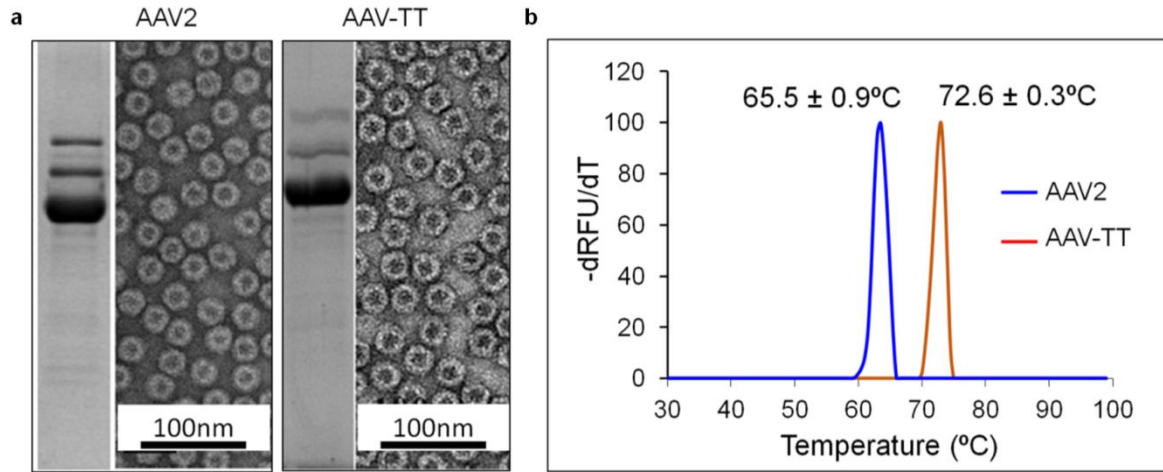 a
AAV2
AAV-TT
b
100nm
100nm
120
100
80
60
40
20
0
-dRFU/dT
65.5 ± 0.9ºC
72.6 ± 0.3ºC
AAV2
AAV-TT
30 40 50 60 70 80 90 100
Temperature (ºC)